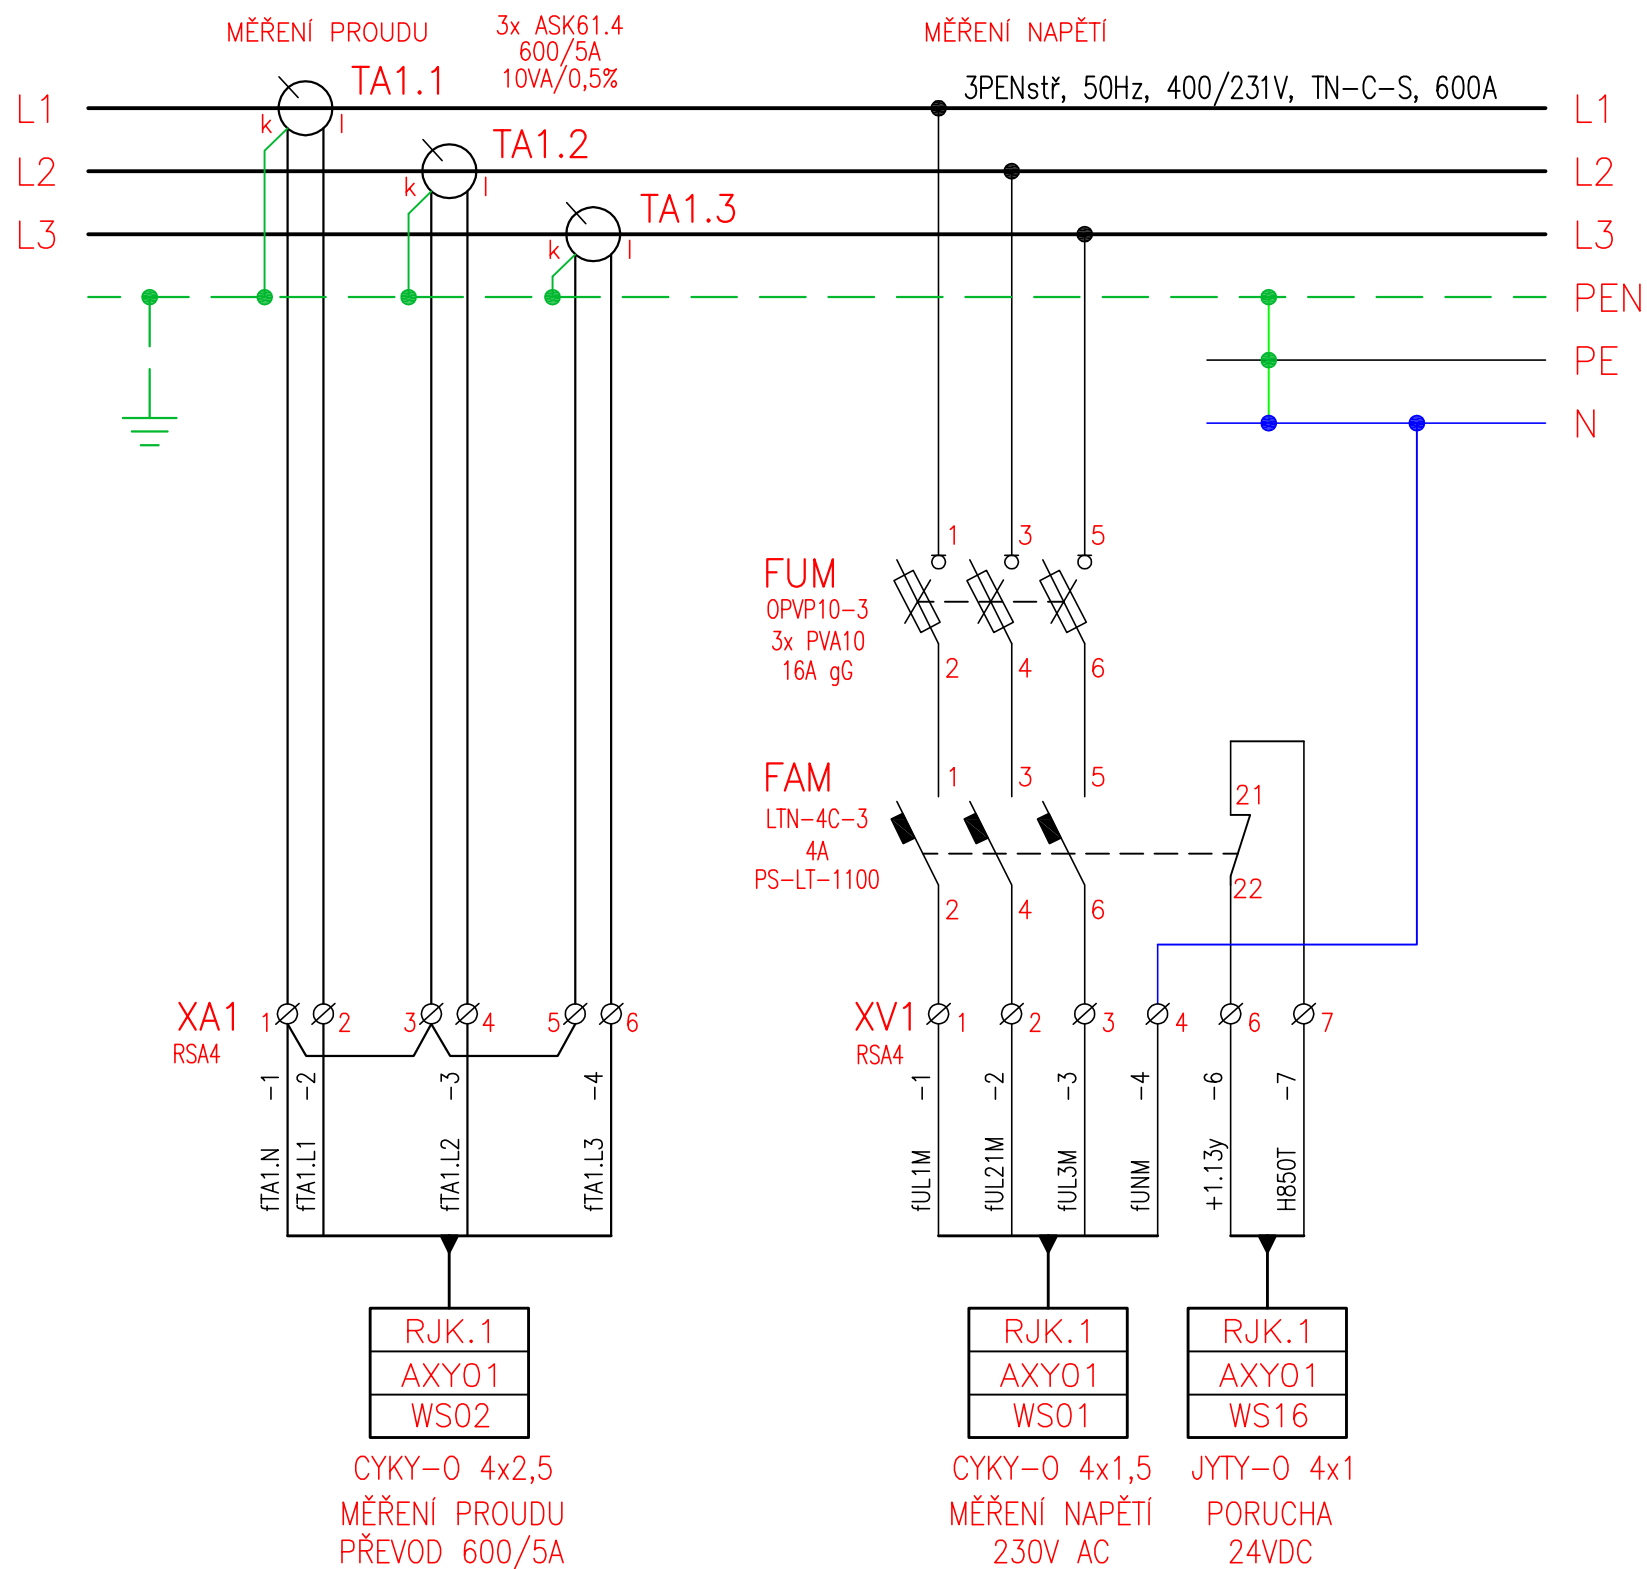 MĚŘENÍ PROUDU
3x ASK61.4
600/5A
10VA/0,5%
MĚŘENÍ NAPĚTÍ
3PENstř, 50Hz, 400/231V, TN-C-S, 600A
L1
TA1.1
k
l
L1
L2
TA1.2
k
l
L2
L3
TA1.3
k
l
L3
PEN
PE
N
1
3
5
FUM
OPVP10-3
3x PVA10
16A gG
2
4
6
FAM
LTN-4C-3
4A
PS-LT-1100
1
3
5
21
22
2
4
6
XA1
RSA4
1
2
3
4
5
6
XV1
RSA4
1
2
3
4
6
7
fTA1.N -1
fTA1.L1 -2
fTA1.L2 -3
fTA1.L3 -4
fUL1M -1
fUL21M -2
fUL3M -3
fUNM -4
+1.13y -6
H850T -7
RJK.1
AXY01
WS02
CYKY-O 4x2,5
MĚŘENÍ PROUDU
PŘEVOD 600/5A
RJK.1
AXY01
WS01
CYKY-O 4x1,5
MĚŘENÍ NAPĚTÍ
230V AC
RJK.1
AXY01
WS16
JYTY-O 4x1
PORUCHA
24VDC